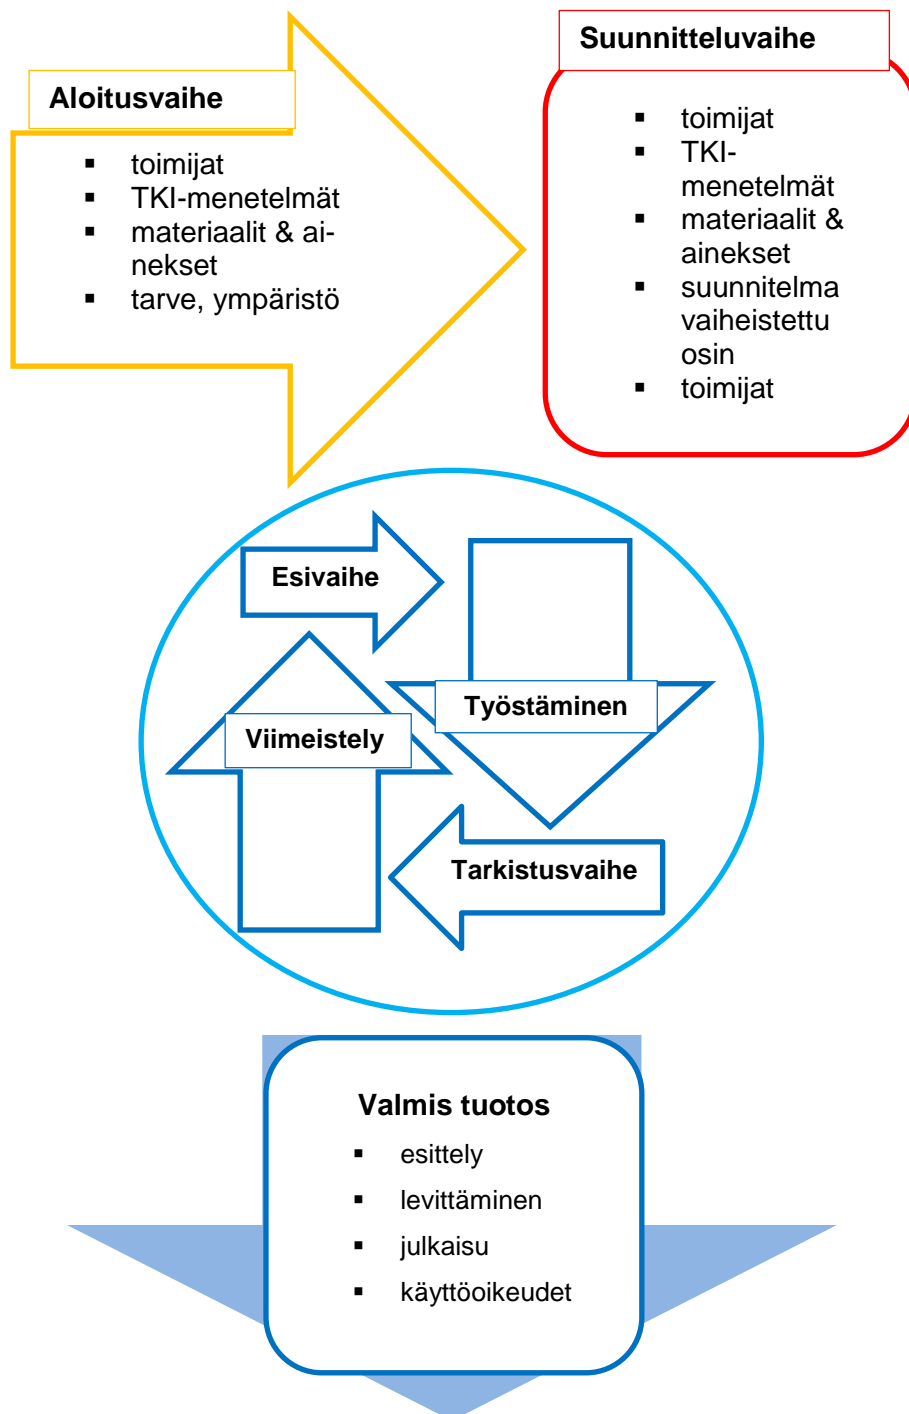 Aloitusvaihe
▪ toimijat
▪ TKI-menetelmät
▪ materiaalit & ai-
nekset
▪ tarve, ympäristö
Suunnitteluvaihe
▪ toimijat
▪ TKI-
menetelmät
▪ materiaalit &
ainekset
▪ suunnitelma
vaiheistettu
osin
▪ toimijat
Esivaihe
Työstäminen
Tarkistusvaihe
Viimeistely
Valmis tuotos
▪ esittely
▪ levittäminen
▪ julkaisu
▪ käyttöoikeudet